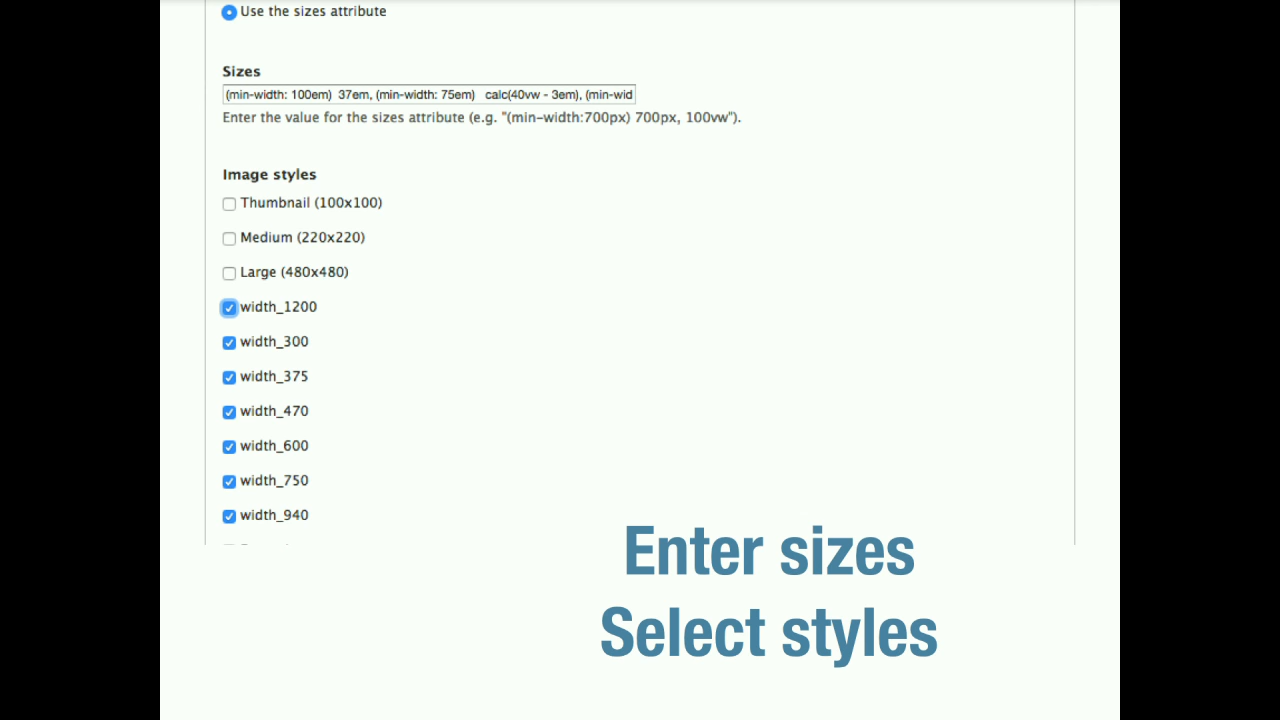 Use the sizes attribute
Sizes
(min-width: 100em)  37em, (min-width: 75em)   calc(40vw - 3em), (min-wid
Enter the value for the sizes attribute (e.g. "(min-width:700px) 700px, 100vw").
Image styles
Thumbnail (100x100)
Medium (220x220)
Large (480x480)
width_1200
width_300
width_375
width_470
width_600
width_750
width_940
Enter sizes
Select styles